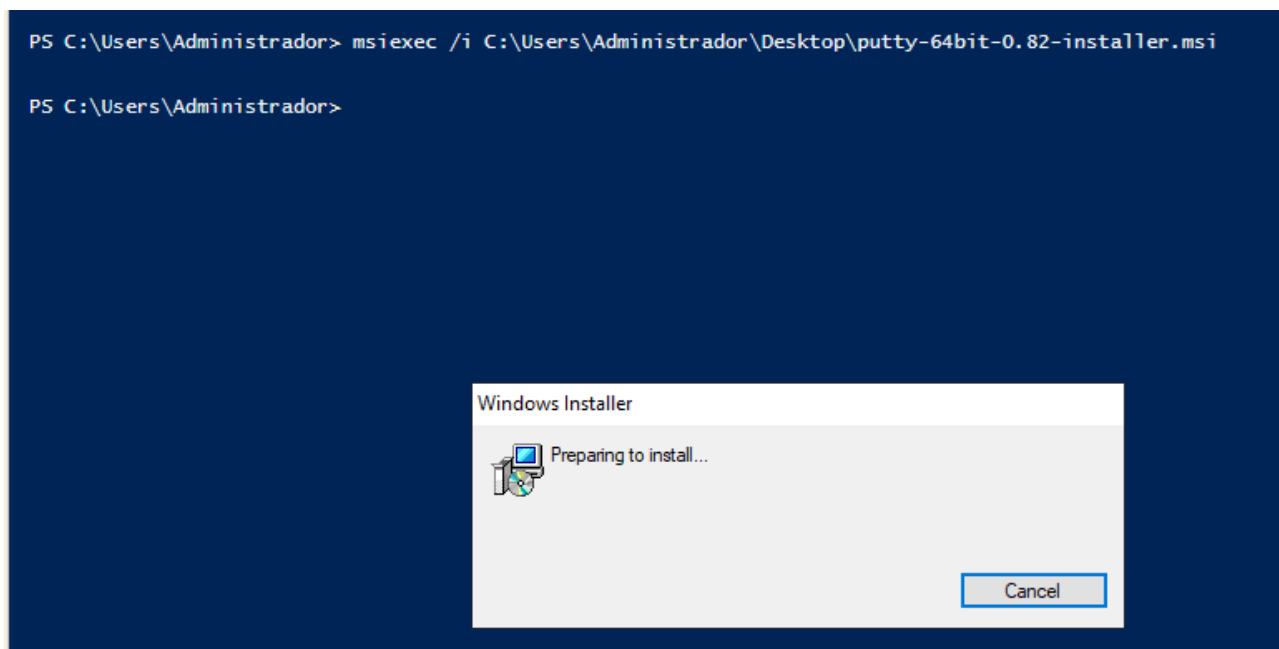 PS C:\Users\Administrador> msiexec /i C:\Users\Administrador\Desktop\putty-64bit-0.82-installer.msi
PS C:\Users\Administrador>
Windows Installer
Preparing to install...
Cancel